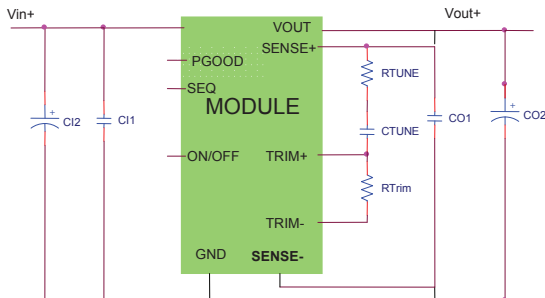 Vin+
Vout+
VOUT
SENSE+
PGOOD
RTUNE
SEQ
MODULE
+
CI2
CI1
CTUNE
CO1
+
CO2
ON/OFF
TRIM+
RTrim
TRIM-
GND
SENSE-